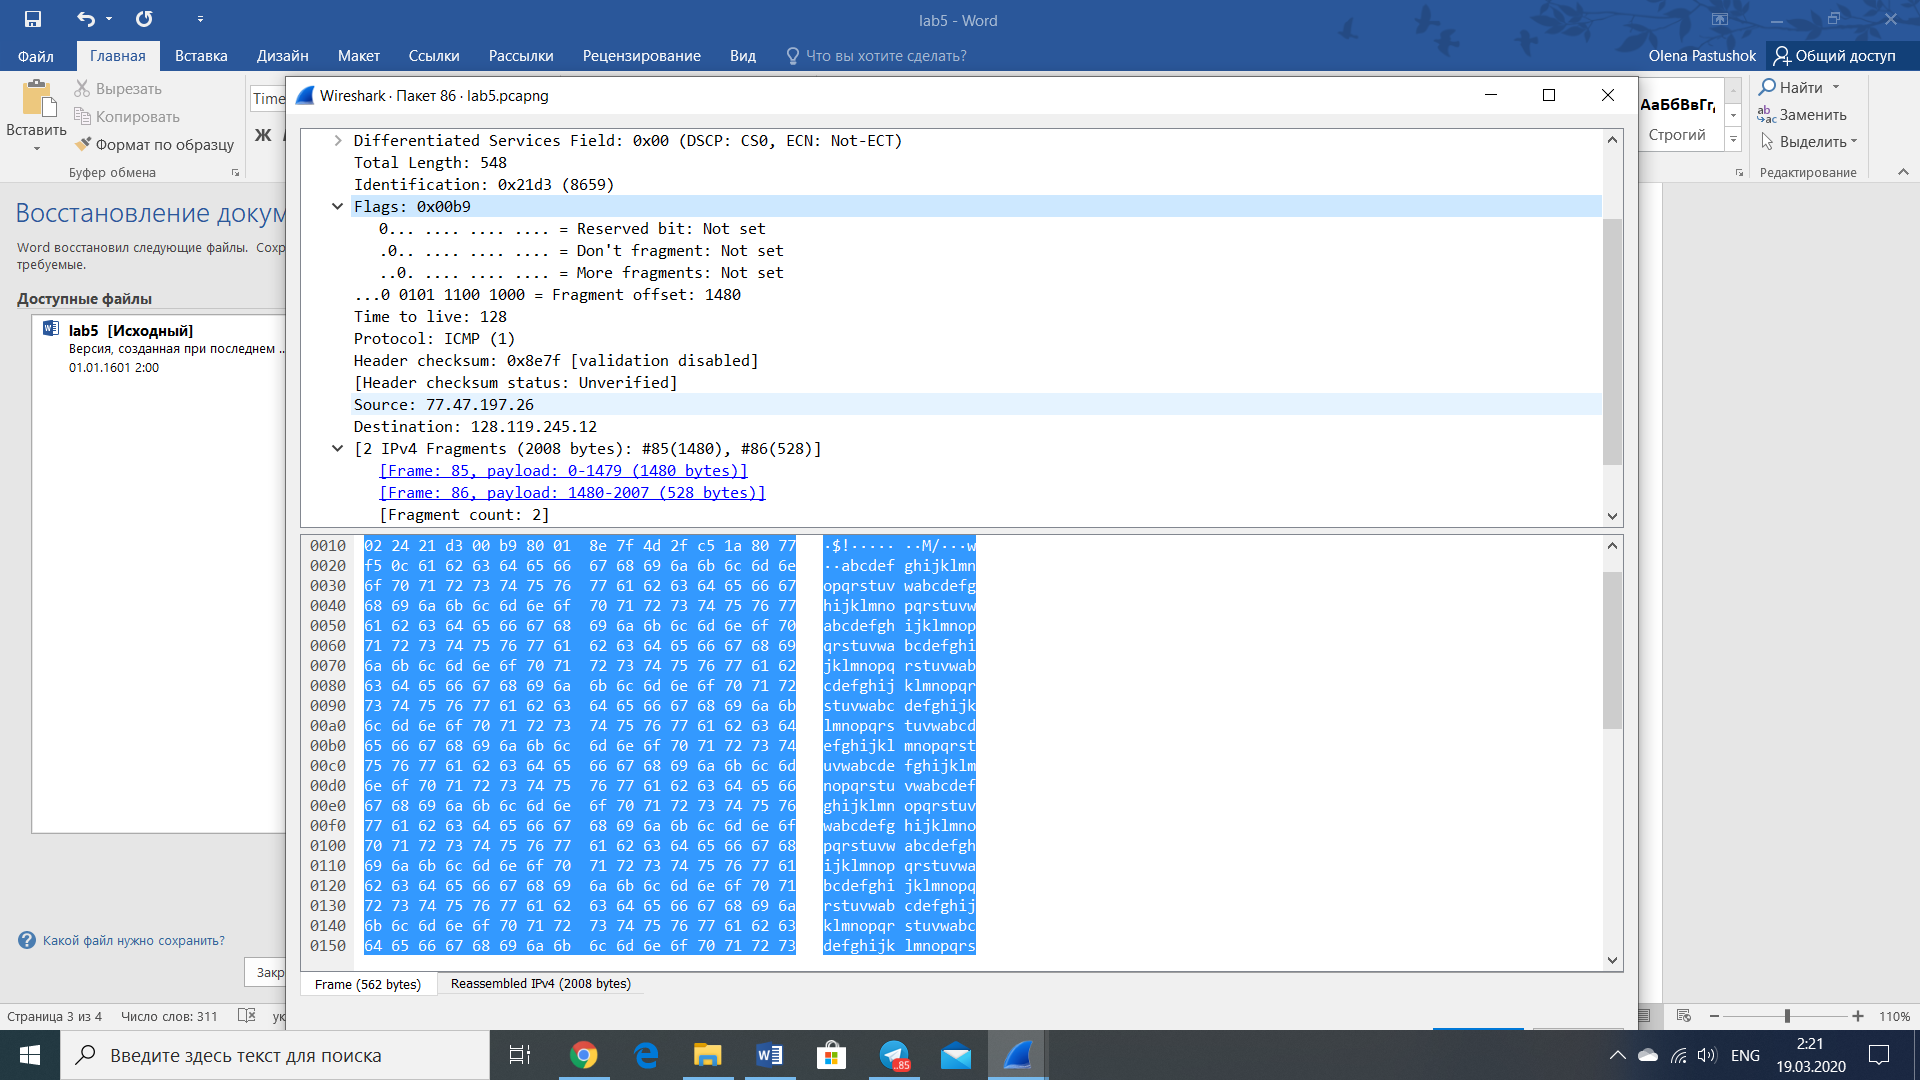 lab5 - Word
Файл Главная Вставка Дизайн Макет Ссылки Рассылки Рецензирование Вид Что вы хотите сделать? Olena Pastushok Общий доступ
Вставить
Вырезать
Копировать
Формат по образцу
Буфер обмена
Time
Ж
АаБбВвГг,
Строгий
Найти
Заменить
Выделить
Редактирование
Восстановление докум
Word восстановил следующие файлы. Сохр
требуемые.
Доступные файлы
lab5 [Исходный]
Версия, созданная при последнем ...
01.01.1601 2:00
Какой файл нужно сохранить?
Закр
Wireshark · Пакет 86 · lab5.pcapng
Differentiated Services Field: 0x00 (DSCP: CS0, ECN: Not-ECT)
Total Length: 548
Identification: 0x21d3 (8659)
Flags: 0x00b9
0... .... .... .... = Reserved bit: Not set
.0.. .... .... .... = Don't fragment: Not set
..0. .... .... .... = More fragments: Not set
...0 0101 1100 1000 = Fragment offset: 1480
Time to live: 128
Protocol: ICMP (1)
Header checksum: 0x8e7f [validation disabled]
[Header checksum status: Unverified]
Source: 77.47.197.26
Destination: 128.119.245.12
[2 IPv4 Fragments (2008 bytes): #85(1480), #86(528)]
[Frame: 85, payload: 0-1479 (1480 bytes)]
[Frame: 86, payload: 1480-2007 (528 bytes)]
[Fragment count: 2]
0010 02 24 21 d3 00 b9 80 01 8e 7f 4d 2f c5 1a 80 77 ·$!····· ··M/···w
0020 f5 0c 61 62 63 64 65 66 67 68 69 6a 6b 6c 6d 6e ··abcdef ghijklmn
0030 6f 70 71 72 73 74 75 76 77 61 62 63 64 65 66 67 opqrstuv wabcdefg
0040 68 69 6a 6b 6c 6d 6e 6f 70 71 72 73 74 75 76 77 hijklmno pqrstuvw
0050 61 62 63 64 65 66 67 68 69 6a 6b 6c 6d 6e 6f 70 abcdefgh ijklmnop
0060 71 72 73 74 75 76 77 61 62 63 64 65 66 67 68 69 qrstuvwa bcdefghi
0070 6a 6b 6c 6d 6e 6f 70 71 72 73 74 75 76 77 61 62 jklmnopq rstuvwab
0080 63 64 65 66 67 68 69 6a 6b 6c 6d 6e 6f 70 71 72 cdefghij klmnopqr
0090 73 74 75 76 77 61 62 63 64 65 66 67 68 69 6a 6b stuvwabc defghijk
00a0 6c 6d 6e 6f 70 71 72 73 74 75 76 77 61 62 63 64 lmnopqrs tuvwabcd
00b0 65 66 67 68 69 6a 6b 6c 6d 6e 6f 70 71 72 73 74 efghijkl mnopqrst
00c0 75 76 77 61 62 63 64 65 66 67 68 69 6a 6b 6c 6d uvwabcde fghijklm
00d0 6e 6f 70 71 72 73 74 75 76 77 61 62 63 64 65 66 nopqrstu vwabcdef
00e0 67 68 69 6a 6b 6c 6d 6e 6f 70 71 72 73 74 75 76 ghijklmn opqrstuv
00f0 77 61 62 63 64 65 66 67 68 69 6a 6b 6c 6d 6e 6f wabcdefg hijklmno
0100 70 71 72 73 74 75 76 77 61 62 63 64 65 66 67 68 pqrstuvw abcdefgh
0110 69 6a 6b 6c 6d 6e 6f 70 71 72 73 74 75 76 77 61 ijklmnop qrstuvwa
0120 62 63 64 65 66 67 68 69 6a 6b 6c 6d 6e 6f 70 71 bcdefghi jklmnopq
0130 72 73 74 75 76 77 61 62 63 64 65 66 67 68 69 6a rstuvwab cdefghij
0140 6b 6c 6d 6e 6f 70 71 72 73 74 75 76 77 61 62 63 klmnopqr stuvwabc
0150 64 65 66 67 68 69 6a 6b 6c 6d 6e 6f 70 71 72 73 defghijk lmnopqrs
Frame (562 bytes) Reassembled IPv4 (2008 bytes)
Страница 3 из 4 Число слов: 311 ук 110%
Введите здесь текст для поиска
..85
ENG
2:21
19.03.2020